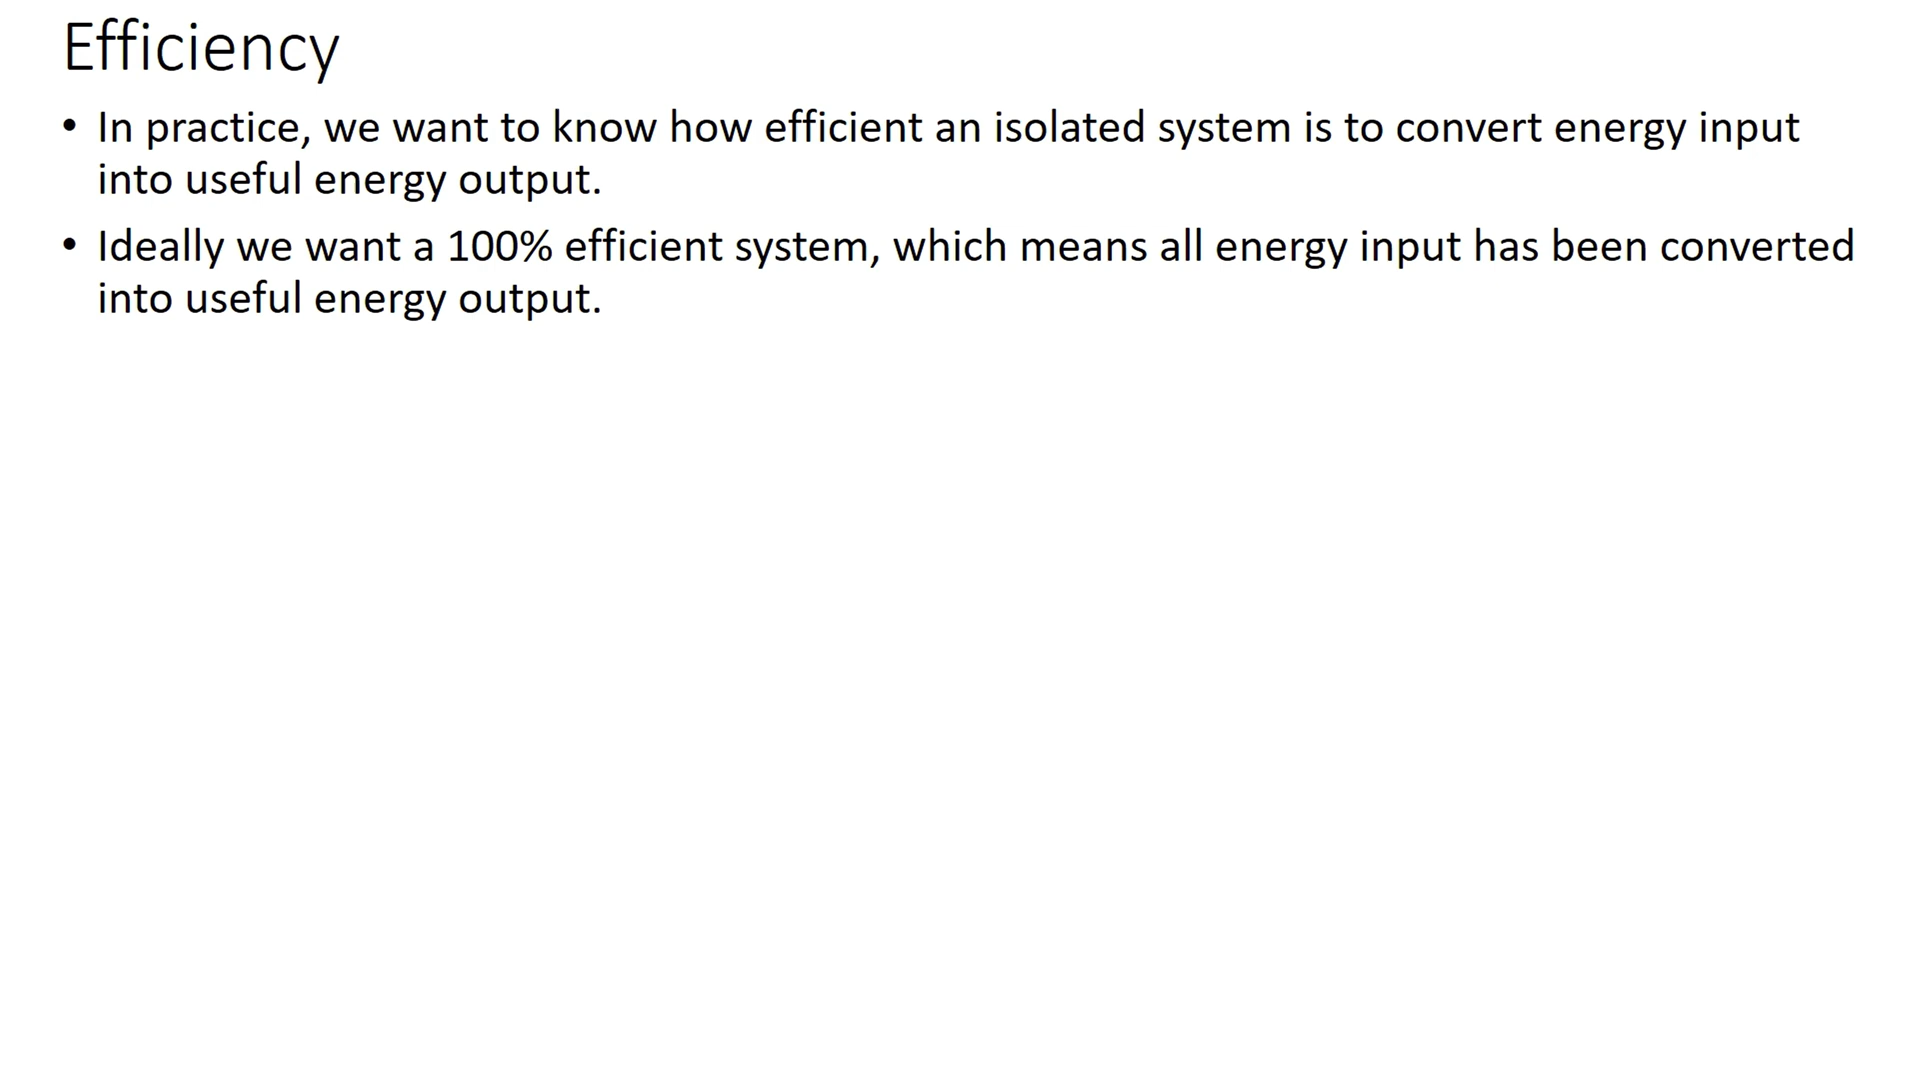 Efficiency
• In practice, we want to know how efficient an isolated system is to convert energy input
into useful energy output.
• Ideally we want a 100% efficient system, which means all energy input has been converted
into useful energy output.